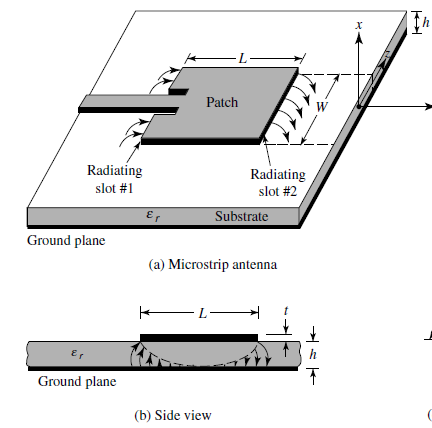 x
h
L
Patch
W
Radiating
slot #1
Radiating
slot #2
εr
Substrate
Ground plane
(a) Microstrip antenna
L
t
εr
h
Ground plane
(b) Side view
(